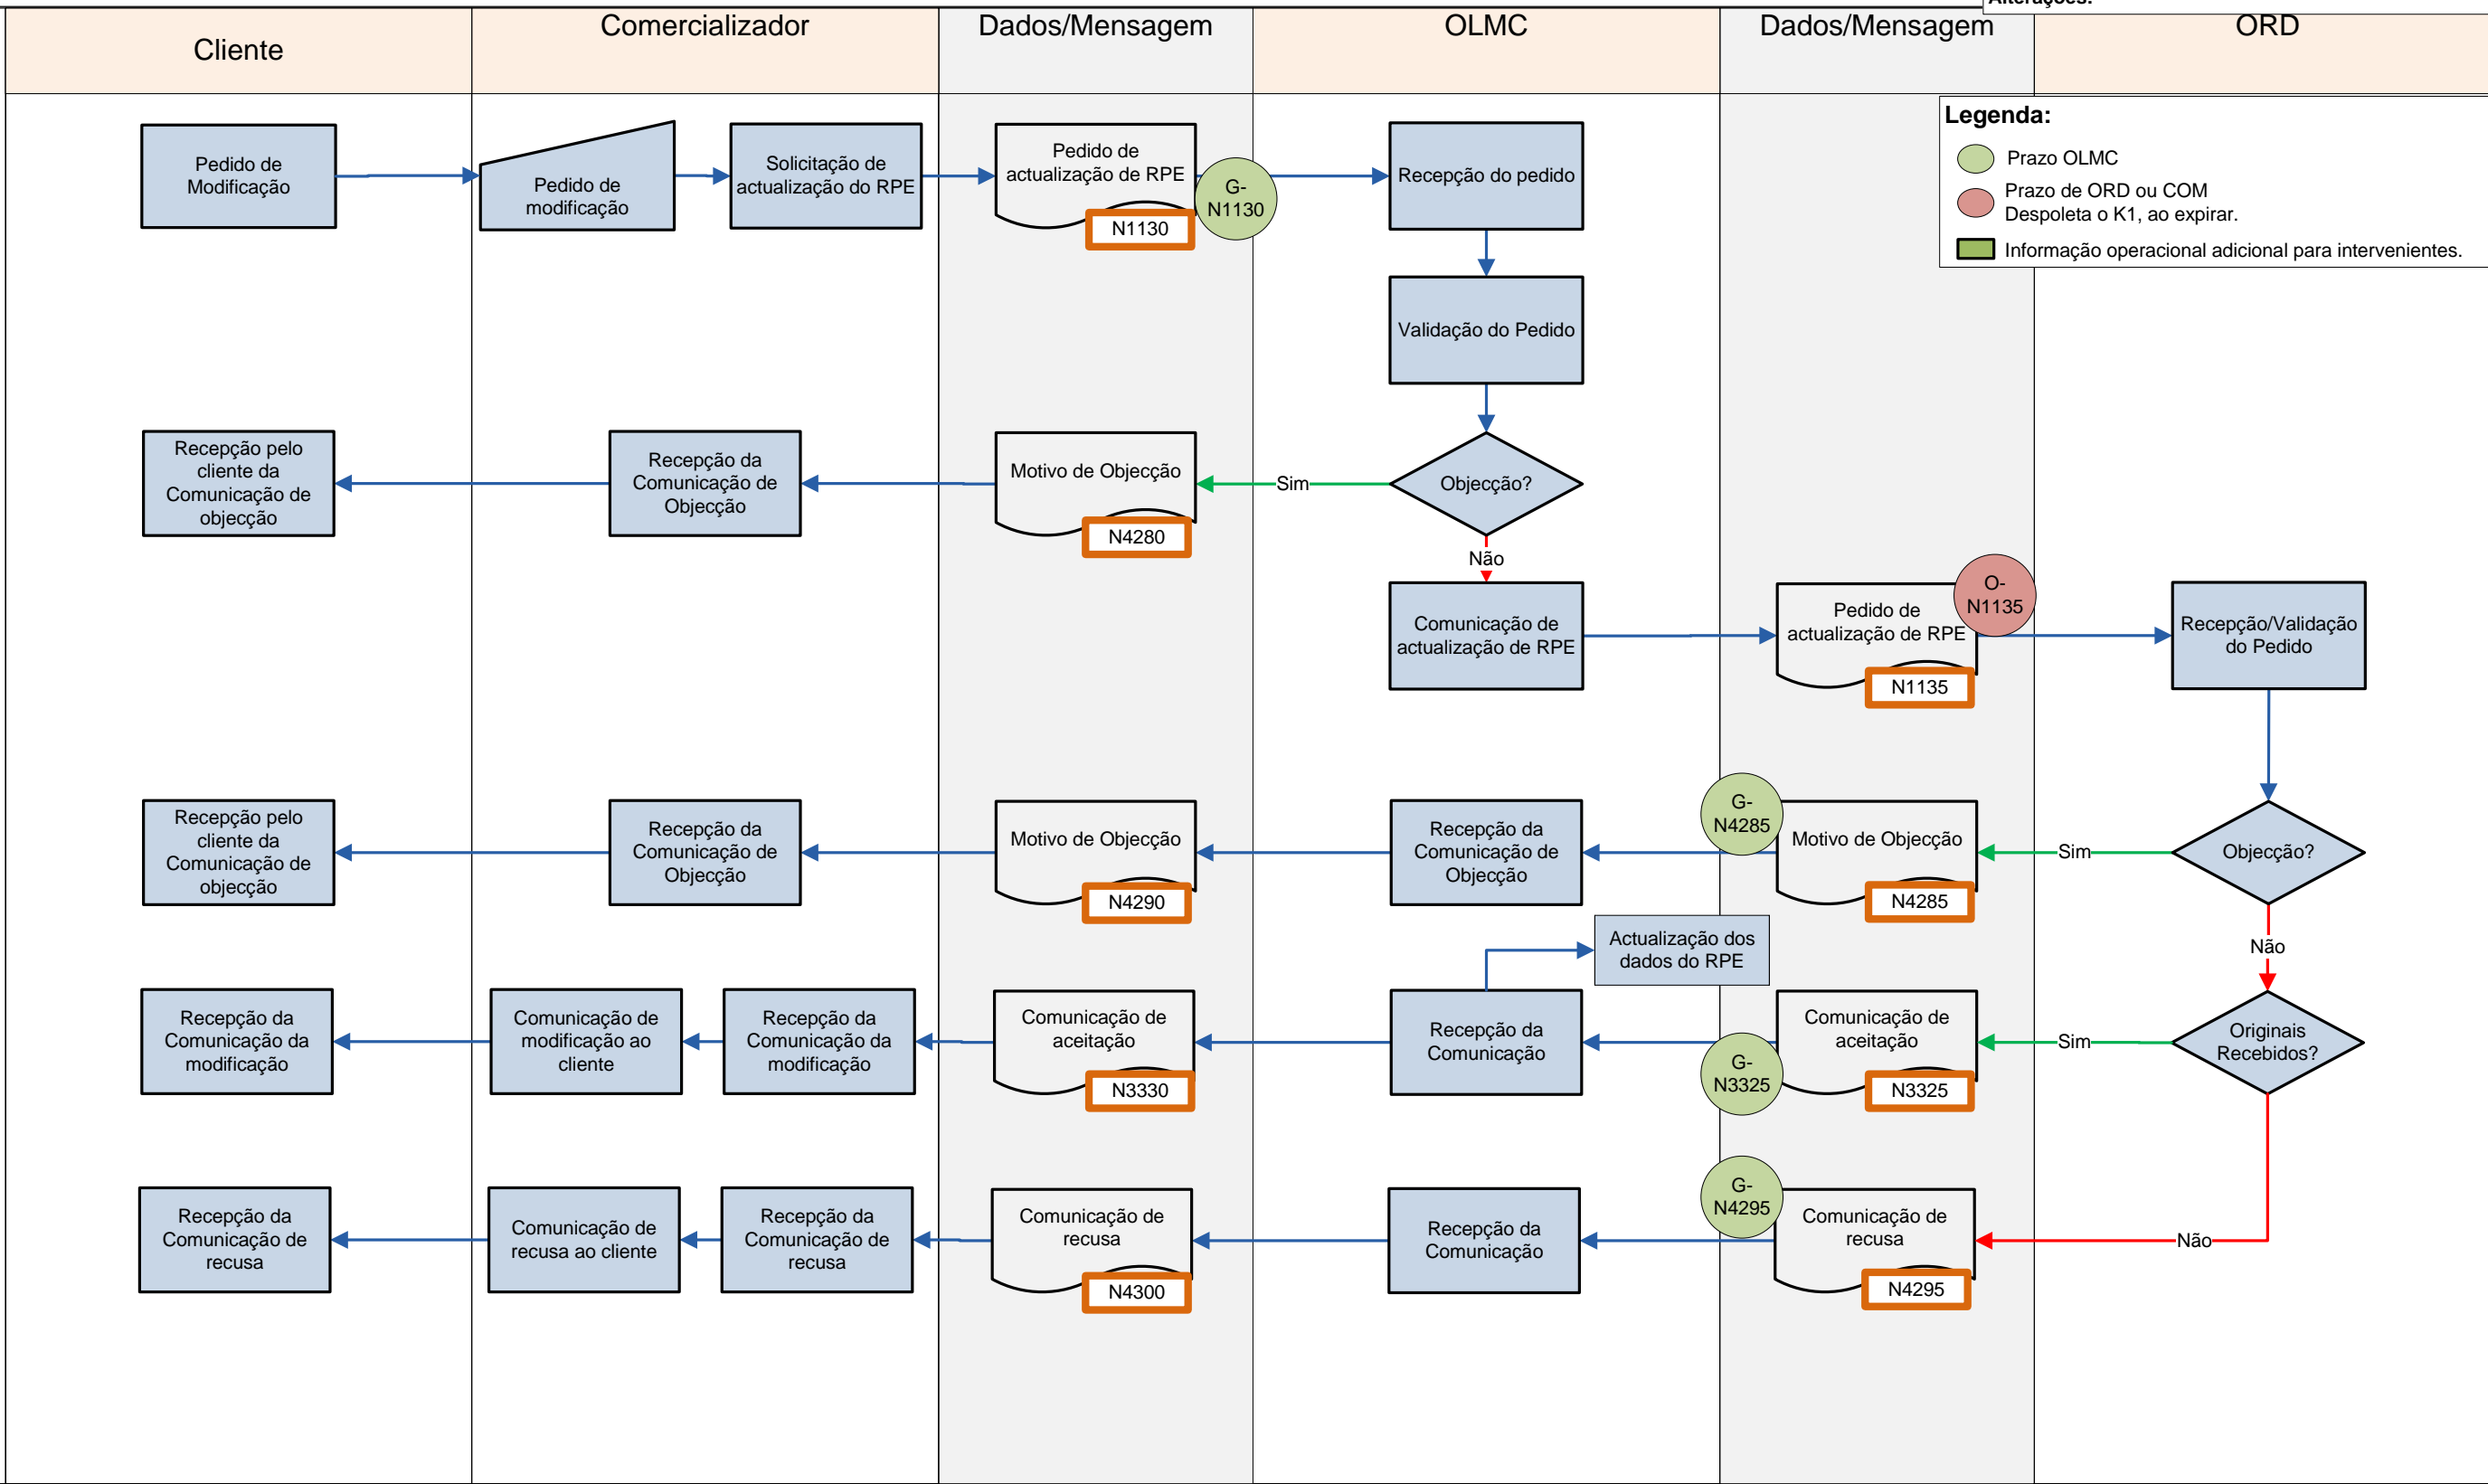 Alterações:
Cliente
Comercializador
Dados/Mensagem
OLMC
Dados/Mensagem
ORD
Legenda:
Prazo OLMC
Prazo de ORD ou COM
Despoleta o K1, ao expirar.
Informação operacional adicional para intervenientes.
Pedido de
Modificação
Pedido de
modificação
Solicitação de
actualização do RPE
Pedido de
actualização de RPE
N1130
G-
N1130
Recepção do pedido
Validação do Pedido
Objecção?
Sim
Motivo de Objecção
N4280
Recepção da
Comunicação de
Objecção
Recepção pelo
cliente da
Comunicação de
objecção
Não
Comunicação de
actualização de RPE
Pedido de
actualização de RPE
N1135
O-
N1135
Recepção/Validação
do Pedido
Objecção?
Sim
Motivo de Objecção
N4285
G-
N4285
Recepção da
Comunicação de
Objecção
Motivo de Objecção
N4290
Recepção da
Comunicação de
Objecção
Recepção pelo
cliente da
Comunicação de
objecção
Não
Originais
Recebidos?
Sim
Comunicação de
aceitação
N3325
G-
N3325
Recepção da
Comunicação
Actualização dos
dados do RPE
Comunicação de
aceitação
N3330
Recepção da
Comunicação da
modificação
Comunicação de
modificação ao
cliente
Recepção da
Comunicação da
modificação
Não
Comunicação de
recusa
N4295
G-
N4295
Recepção da
Comunicação
Comunicação de
recusa
N4300
Recepção da
Comunicação de
recusa
Comunicação de
recusa ao cliente
Recepção da
Comunicação de
recusa